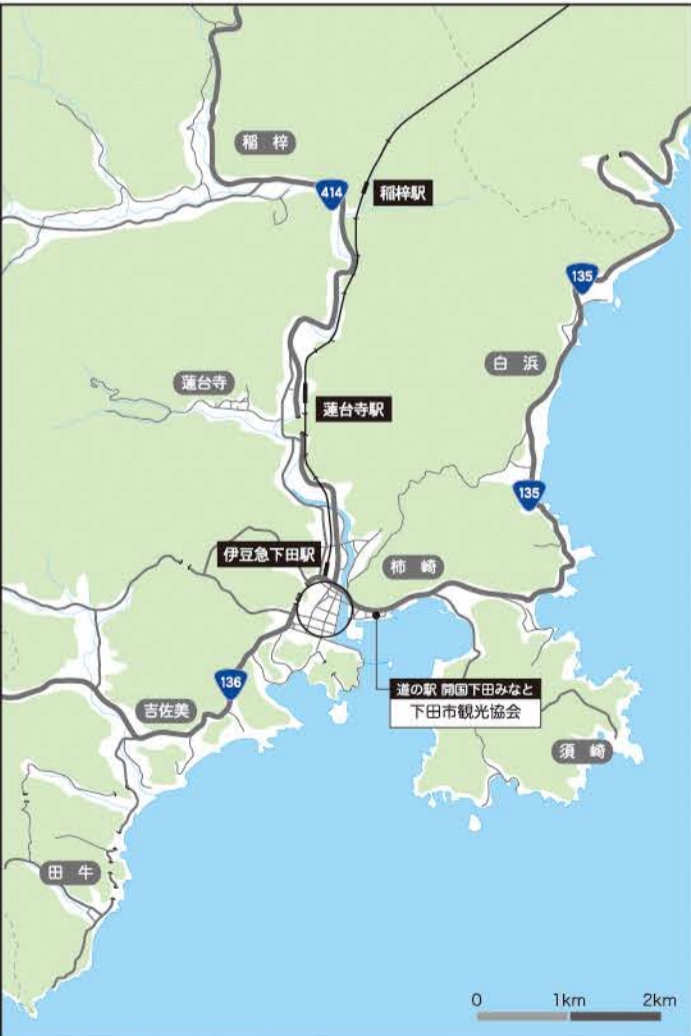 稲 梓
414
稲梓駅
135
白 浜
蓮台寺
蓮台寺駅
135
伊豆急下田駅
柿 崎
136
道の駅 開国下田みなと
下田市観光協会
吉佐美
須 崎
田 牛
0 1km 2km